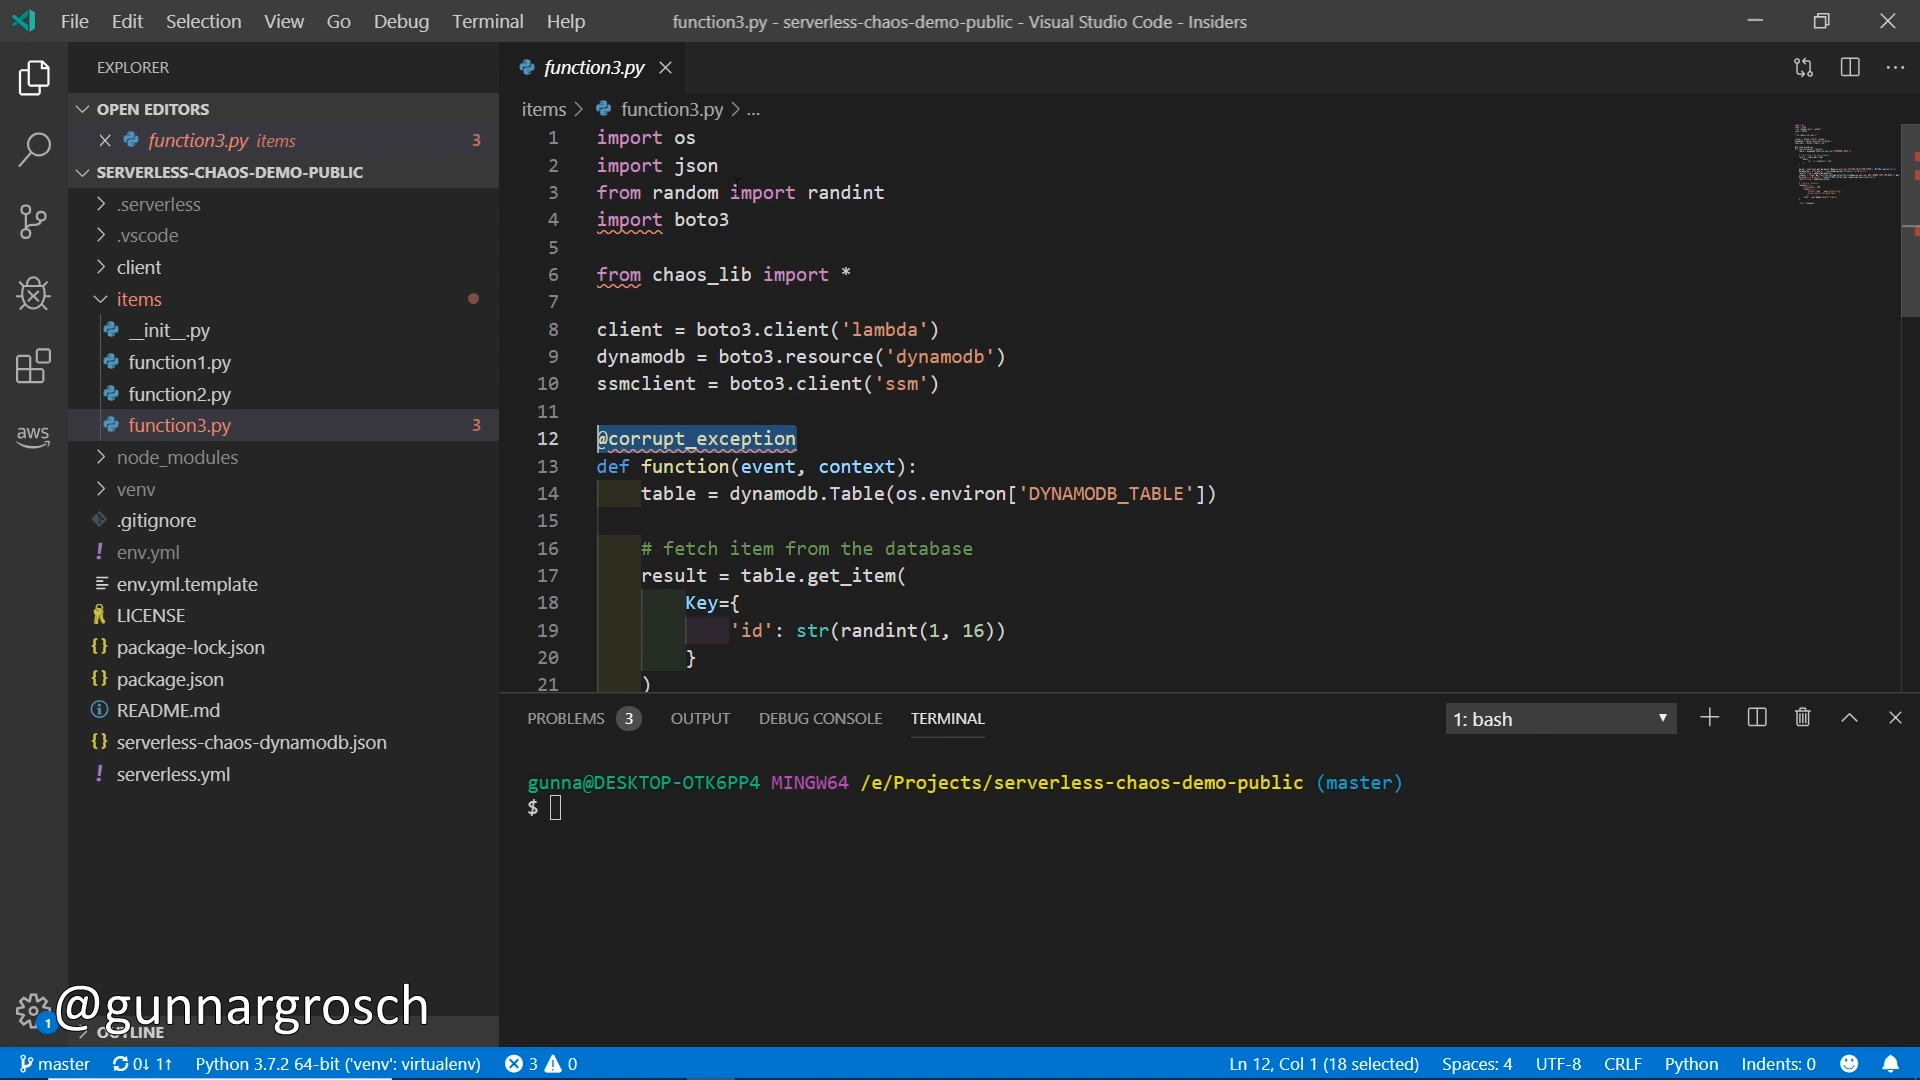 File Edit Selection View Go Debug Terminal Help function3.py - serverless-chaos-demo-public - Visual Studio Code - Insiders
EXPLORER
OPEN EDITORS
function3.py items 3
SERVERLESS-CHAOS-DEMO-PUBLIC
.serverless
.vscode
client
items
__init__.py
function1.py
function2.py
function3.py 3
node_modules
venv
.gitignore
env.yml
env.yml.template
LICENSE
package-lock.json
package.json
README.md
serverless-chaos-dynamodb.json
serverless.yml
OUTLINE
aws
1
@gunnargrosch
function3.py
items > function3.py > ...
1 import os
2 import json
3 from random import randint
4 import boto3
5
6 from chaos_lib import *
7
8 client = boto3.client('lambda')
9 dynamodb = boto3.resource('dynamodb')
10 ssmclient = boto3.client('ssm')
11
12 @corrupt_exception
13 def function(event, context):
14 table = dynamodb.Table(os.environ['DYNAMODB_TABLE'])
15
16 # fetch item from the database
17 result = table.get_item(
18 Key={
19 'id': str(randint(1, 16))
20 }
21 )
PROBLEMS 3 OUTPUT DEBUG CONSOLE TERMINAL 1: bash
gunna@DESKTOP-OTK6PP4 MINGW64 /e/Projects/serverless-chaos-demo-public (master)
$
master 0↓ 1↑ Python 3.7.2 64-bit ('venv': virtualenv) 3 0 Ln 12, Col 1 (18 selected) Spaces: 4 UTF-8 CRLF Python Indents: 0